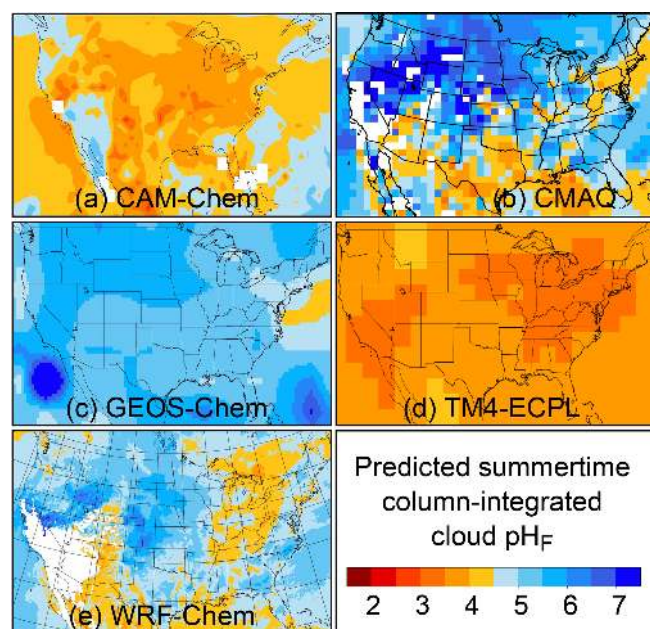 (a) CAM-Chem
(b) CMAQ
(c) GEOS-Chem
(d) TM4-ECPL
(e) WRF-Chem
Predicted summertime
column-integrated
cloud pHF
2 3 4 5 6 7